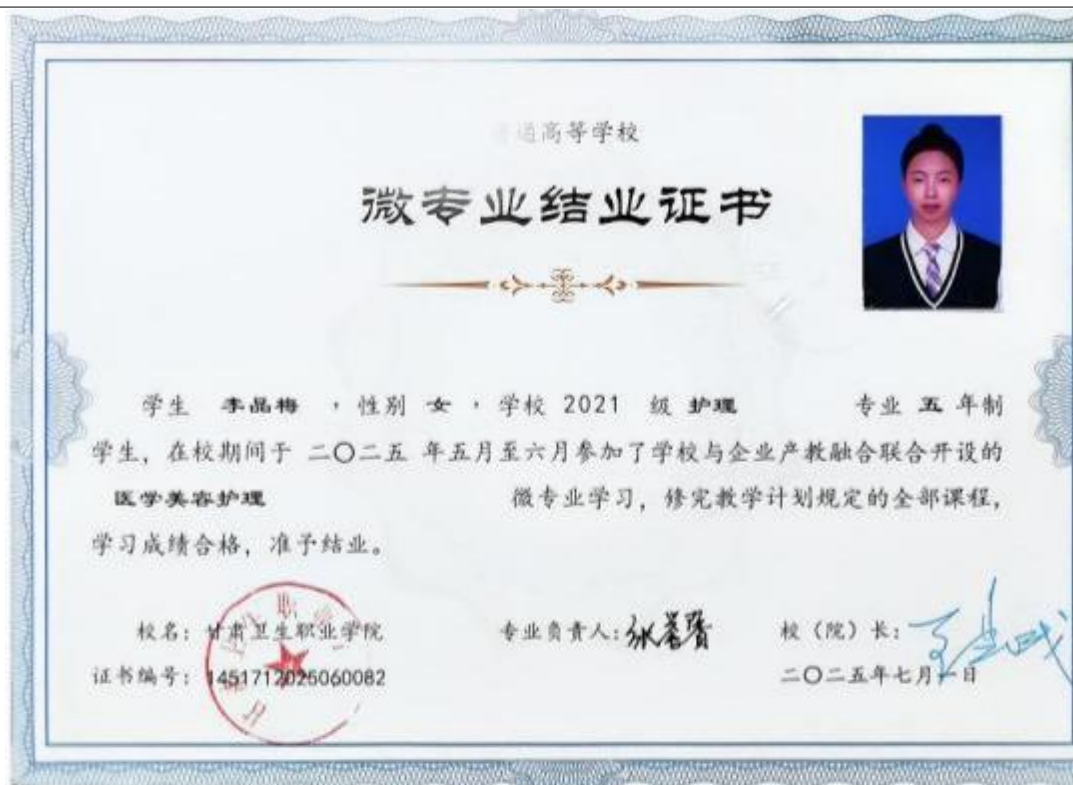 普通高等学校
微专业结业证书
学生 李晶梅 ，性别 女 ，学校 2021 级 护理 专业 五 年制
学生，在校期间于 二〇二五 年五月至六月参加了学校与企业产教融合联合开设的
医学美容护理 微专业学习，修完教学计划规定的全部课程，
学习成绩合格，准予结业。
校名：甘肃卫生职业学院 专业负责人： 校（院）长：
证书编号：1451712025060082 二〇二五年七月一日